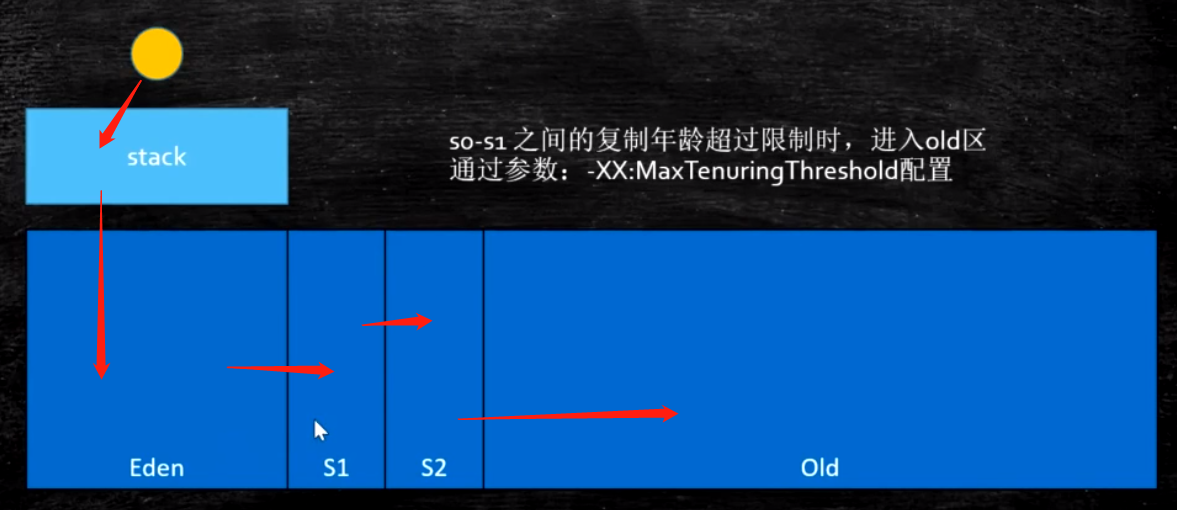 so-s1 之间的复制年龄超过限制时，进入old区
通过参数：-XX:MaxTenuringThreshold配置
stack
Eden
S1
S2
Old